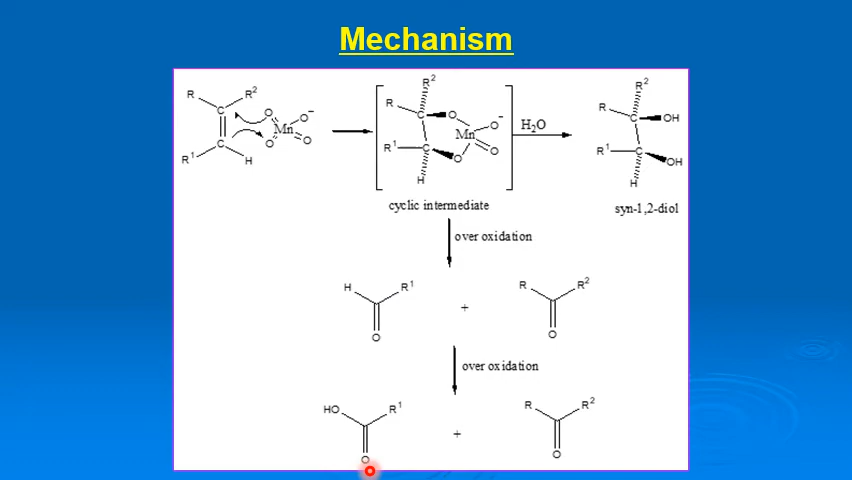 Mechanism
R R² C C R¹ H O O Mn O⁻ O
R R² C O O⁻ Mn O R¹ C O H
H₂O
R R² C OH R¹ C OH H
cyclic intermediate
syn-1,2-diol
over oxidation
H R¹ O + R R² O
over oxidation
HO R¹ O + R R² O